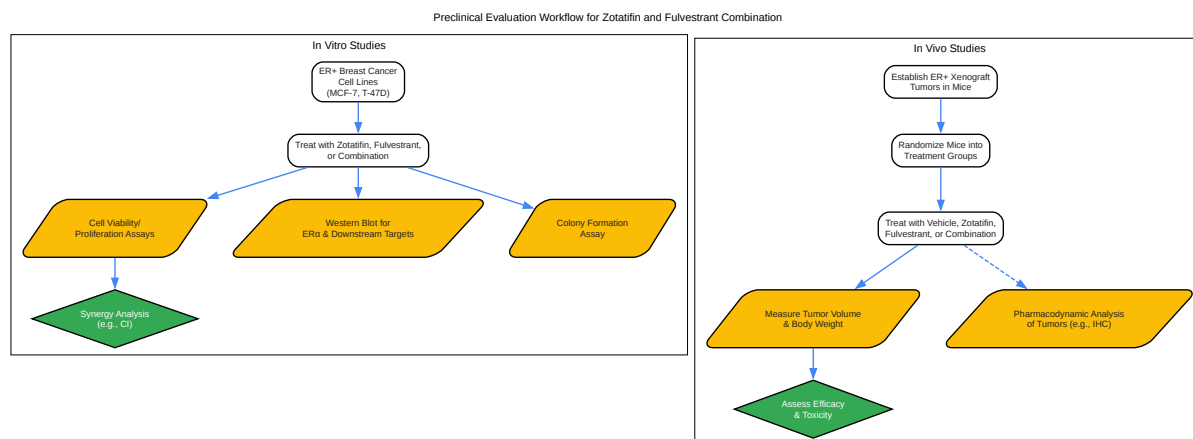 Preclinical Evaluation Workflow for Zotatifin and Fulvestrant Combination
In Vitro Studies
ER+ Breast Cancer
Cell Lines
(MCF-7, T-47D)
Treat with Zotatifin, Fulvestrant,
or Combination
Cell Viability/
Proliferation Assays
Western Blot for
ERα & Downstream Targets
Colony Formation
Assay
Synergy Analysis
(e.g., CI)
In Vivo Studies
Establish ER+ Xenograft
Tumors in Mice
Randomize Mice into
Treatment Groups
Treat with Vehicle, Zotatifin,
Fulvestrant, or Combination
Measure Tumor Volume
& Body Weight
Pharmacodynamic Analysis
of Tumors (e.g., IHC)
Assess Efficacy
& Toxicity